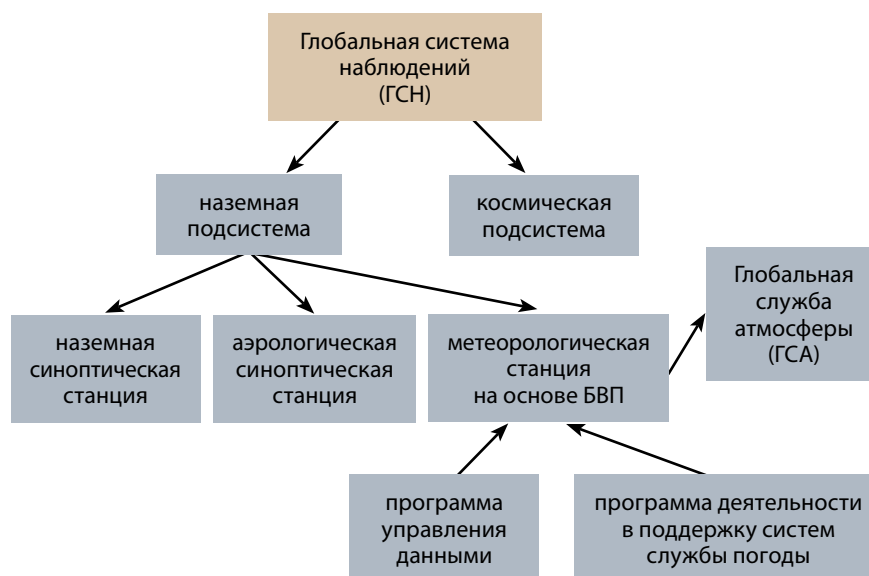 Глобальная система
наблюдений
(ГСН)
наземная
подсистема
космическая
подсистема
Глобальная
служба
атмосферы
(ГСА)
наземная
синоптическая
станция
аэрологическая
синоптическая
станция
метеорологическая
станция
на основе БВП
программа
управления
данными
программа деятельности
в поддержку систем
службы погоды